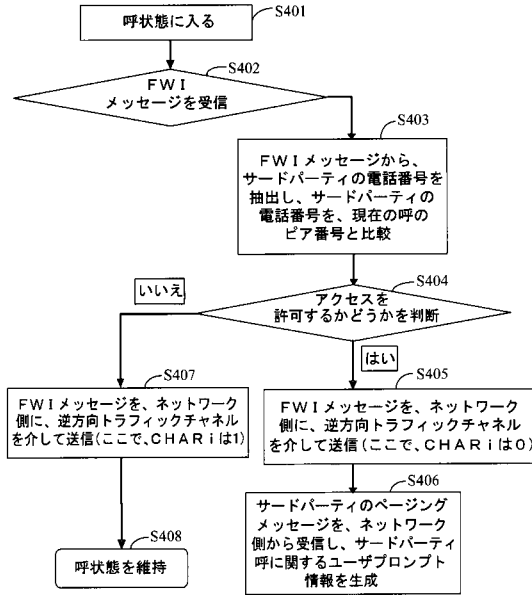 S401
呼状態に入る
S402
ＦＷＩ
メッセージを受信
S403
ＦＷＩメッセージから、
サードパーティの電話番号を
抽出し、サードパーティの
電話番号を、現在の呼の
ピア番号と比較
S404
アクセスを
許可するかどうかを判断
いいえ
はい
S407
ＦＷＩメッセージを、ネットワーク
側に、逆方向トラフィックチャネル
を介して送信(ここで、CHARiは1)
S405
ＦＷＩメッセージを、ネットワーク
側に、逆方向トラフィックチャネル
を介して送信(ここで、CHARiは0)
S406
サードパーティのページング
メッセージを、ネットワーク
側から受信し、サードパーティ
呼に関するユーザプロンプト
情報を生成
S408
呼状態を維持